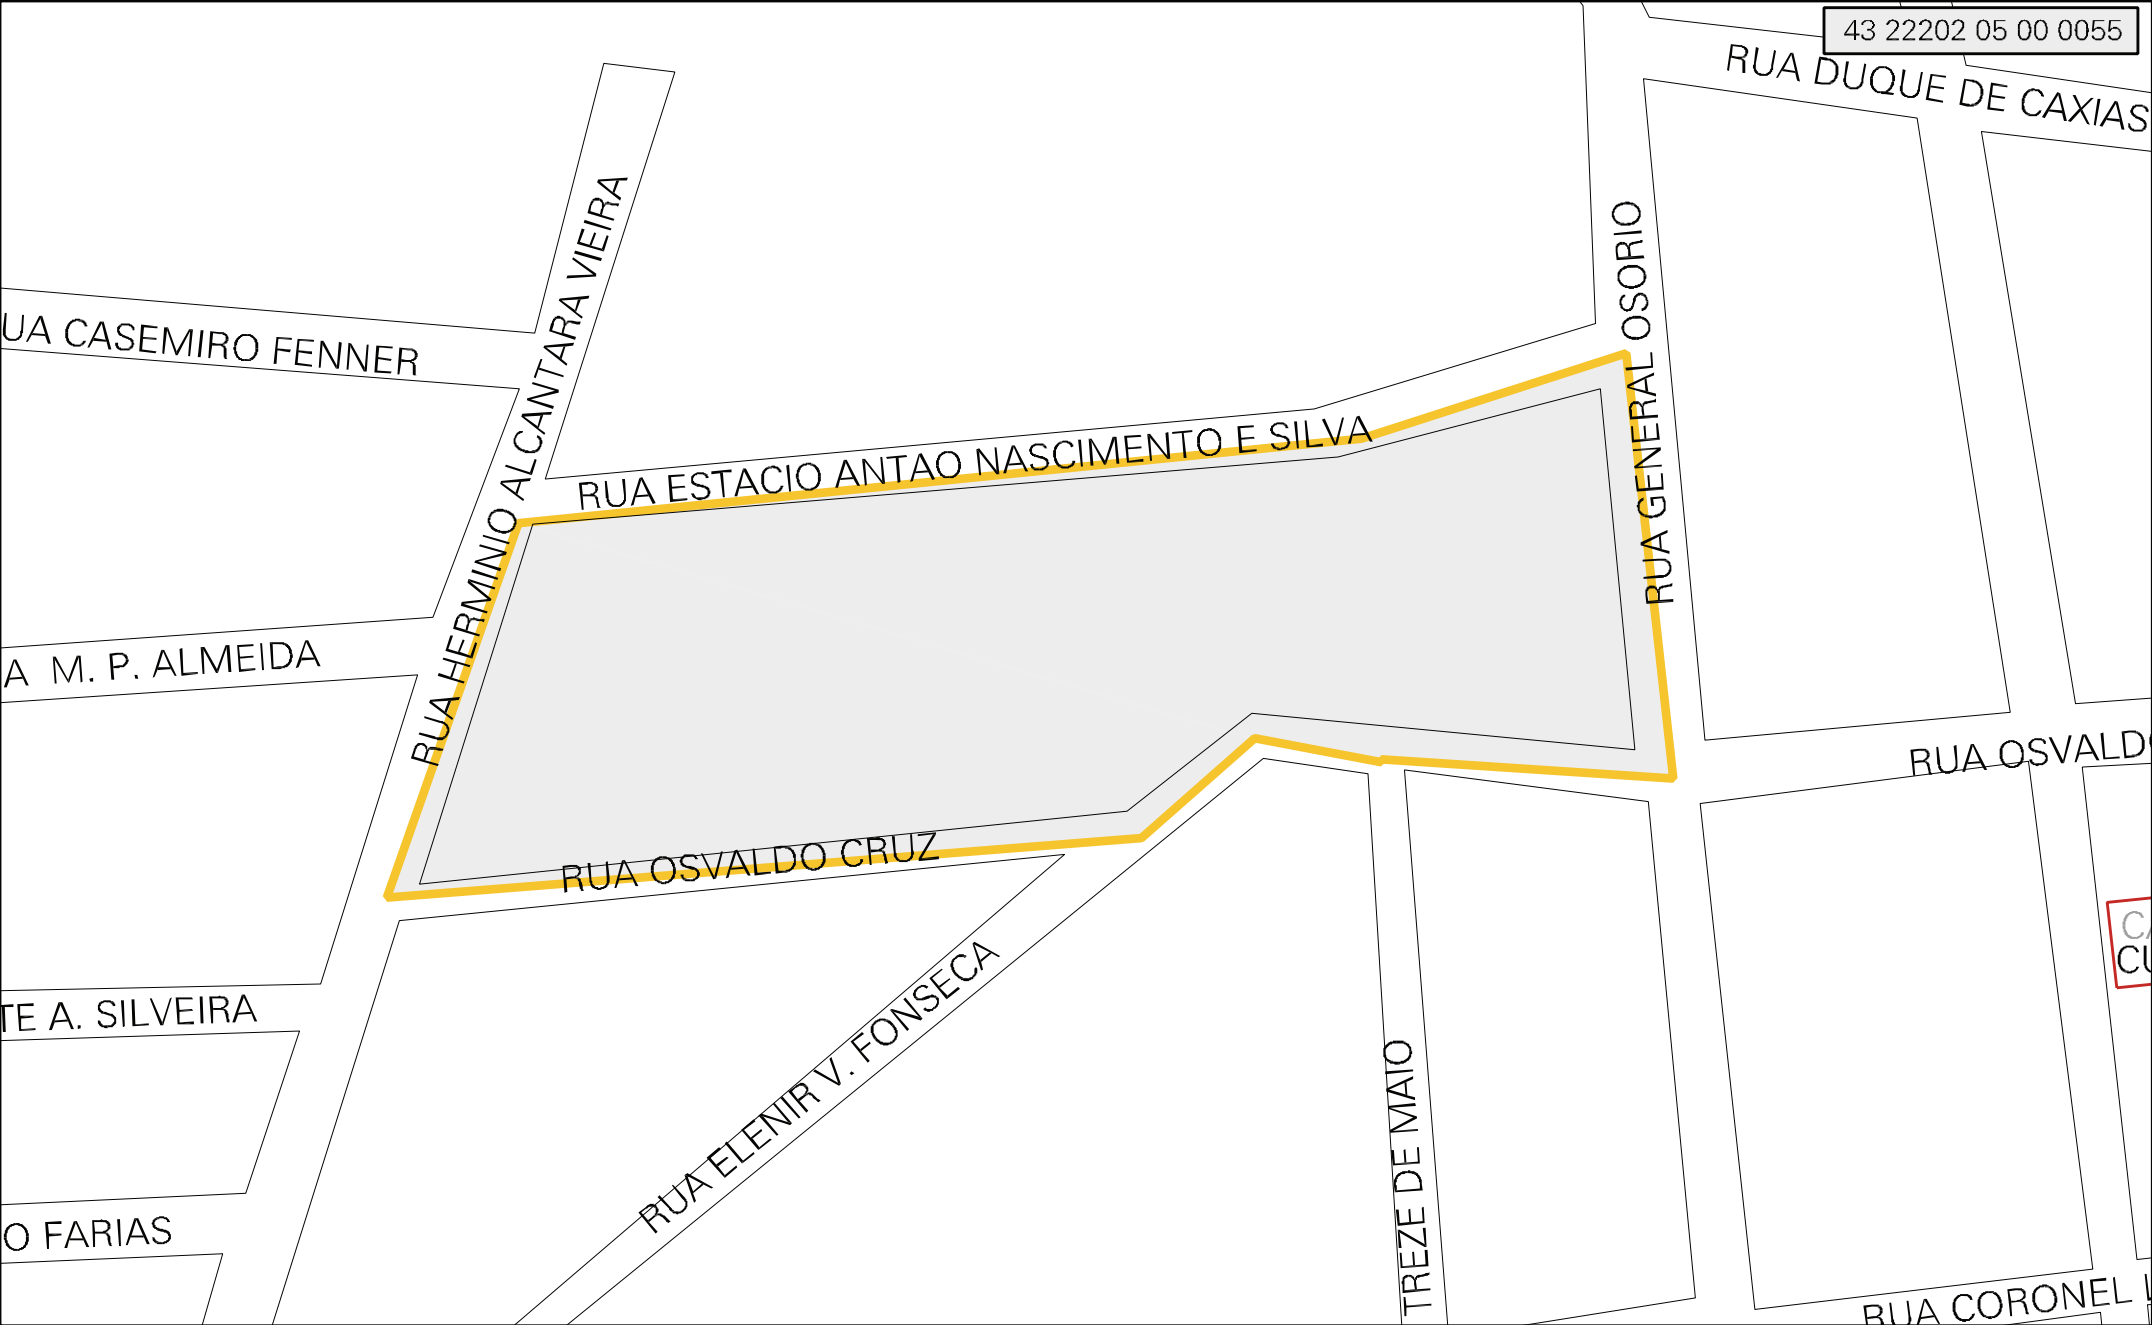 43 22202 05 00 0055
RUA DUQUE DE CAXIAS
RUA HERMINIO ALCANTARA VIEIRA
RUA GENERAL OSORIO
UA CASEMIRO FENNER
RUA ESTACIO ANTAO NASCIMENTO E SILVA
A M. P. ALMEIDA
RUA OSVALDO
RUA OSVALDO CRUZ
CA
CU
TE A. SILVEIRA
RUA ELENIR V. FONSECA
TREZE DE MAIO
O FARIAS
RUA CORONEL L